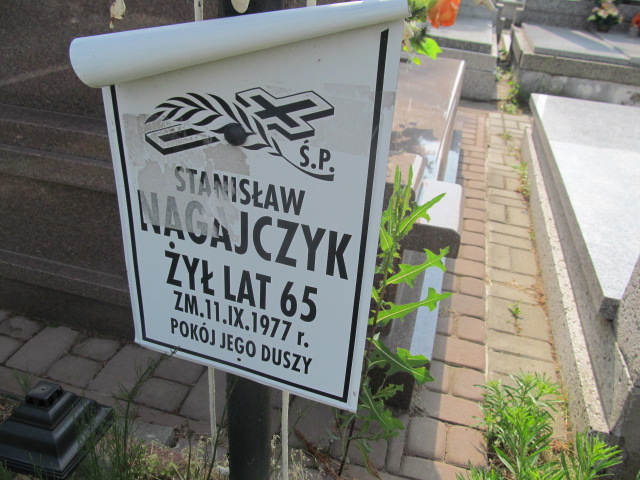 Ś.P.
STANISŁAW
NAGAJCZYK
ŻYŁ LAT 65
ZM.11.IX.1977 r.
POKÓJ JEGO DUSZY